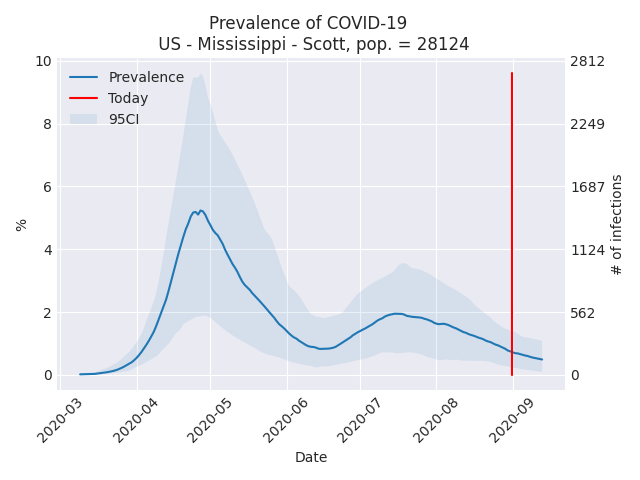 Prevalence of COVID-19
US - Mississippi - Scott, pop. = 28124
Prevalence
Today
95CI
10
8
6
4
2
0
%
2812
2249
1687
1124
562
0
# of infections
2020-03
2020-04
2020-05
2020-06
2020-07
2020-08
2020-09
Date